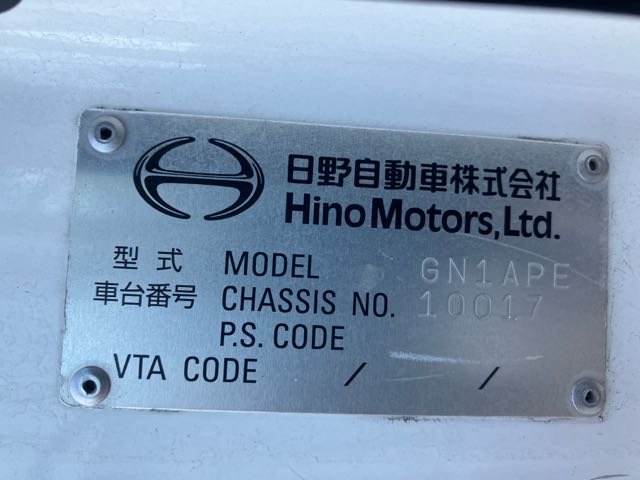 日野自動車株式会社
Hino Motors, Ltd.
型式 MODEL GN1APE
車台番号 CHASSIS NO. 10017
P.S. CODE
VTA CODE / /